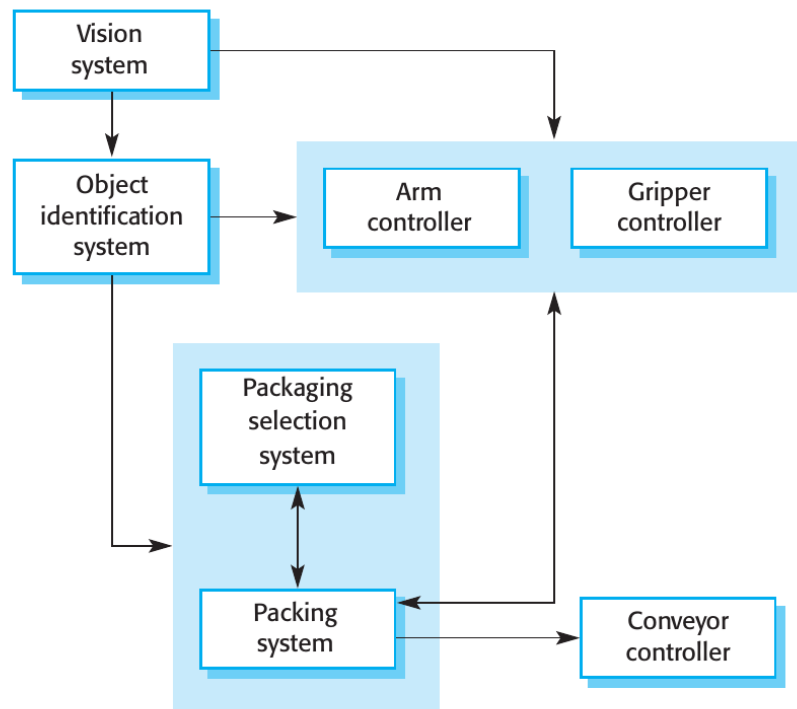 Vision
system
Object
identification
system
Arm
controller
Gripper
controller
Packaging
selection
system
Packing
system
Conveyor
controller